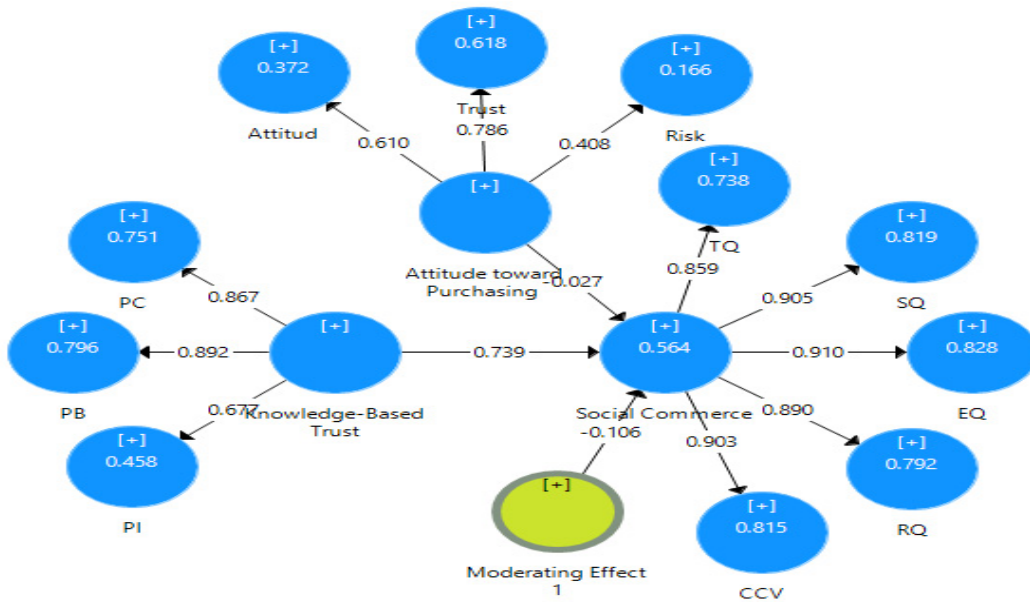 [+]
0.618
[+]
0.372
[+]
0.166
Attitud
Trust
Risk
0.610
0.786
0.408
[+]
0.738
[+]
TQ
Attitude toward
Purchasing
-0.027
0.859
[+]
0.751
PC
0.867
[+]
0.819
SQ
0.905
[+]
0.796
PB
0.892
[+]
Knowledge-Based
Trust
0.739
[+]
0.564
Social Commerce
0.910
[+]
0.828
EQ
0.677
[+]
0.458
PI
-0.106
0.903
0.890
[+]
0.792
RQ
[+]
Moderating Effect
1
[+]
0.815
CCV